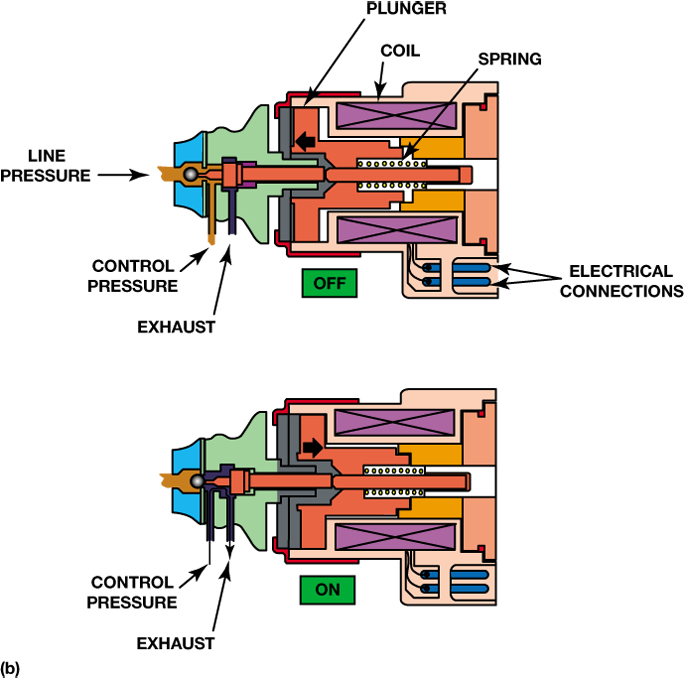 PLUNGER
COIL
SPRING
LINE
PRESSURE
CONTROL
PRESSURE
EXHAUST
OFF
ELECTRICAL
CONNECTIONS
CONTROL
PRESSURE
EXHAUST
ON
(b)